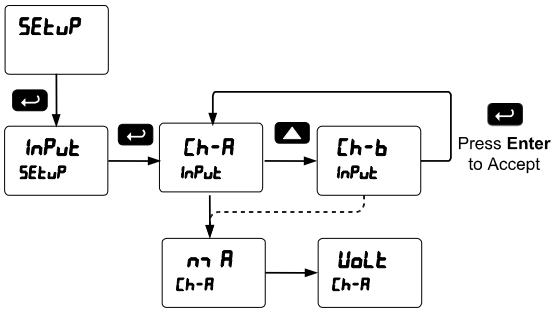 SEtuP
InPut
SEtuP
Ch-A
InPut
Ch-b
InPut
Press Enter
to Accept
mA
Ch-A
VoLt
Ch-A